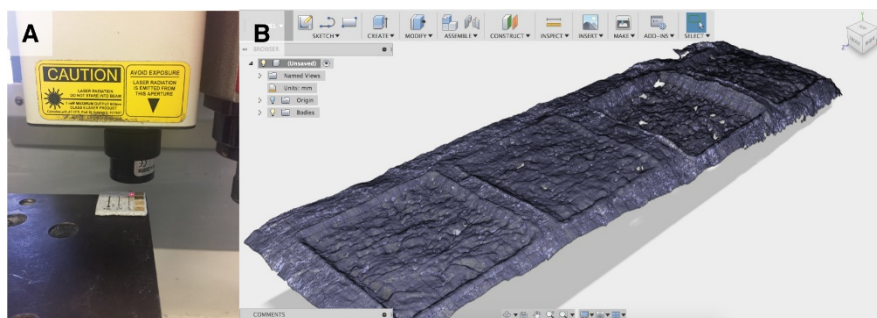 A
CAUTION
LASER RADIATION
DO NOT STARE INTO BEAM
AVOID EXPOSURE
LASER RADIATION
IS EMITTED FROM
THIS APERTURE
B
SKETCH ▾
CREATE ▾
MODIFY ▾
ASSEMBLE ▾
CONSTRUCT ▾
INSPECT ▾
INSERT ▾
MAKE ▾
ADD-INS ▾
SELECT ▾
BROWSER
(Unsaved)
Named Views
Units: mm
Origin
Bodies
COMMENTS